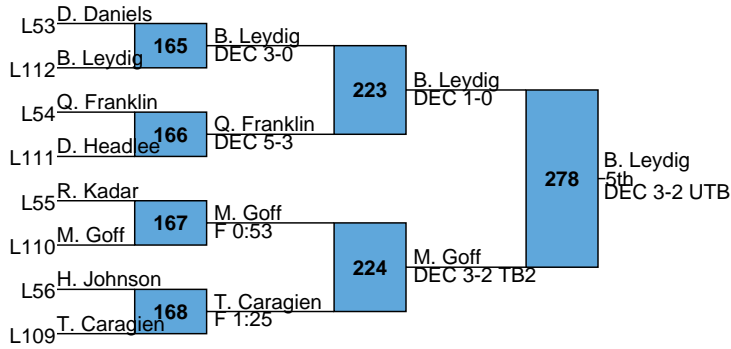 L53 D. Daniels
165
B. Leydig
DEC 3-0
L112 B. Leydig
223
B. Leydig
DEC 1-0
L54 Q. Franklin
166
Q. Franklin
DEC 5-3
L111 D. Headlee
278
B. Leydig
5th
DEC 3-2 UTB
L55 R. Kadar
167
M. Goff
F 0:53
L110 M. Goff
224
M. Goff
DEC 3-2 TB2
L56 H. Johnson
168
T. Caragien
F 1:25
L109 T. Caragien